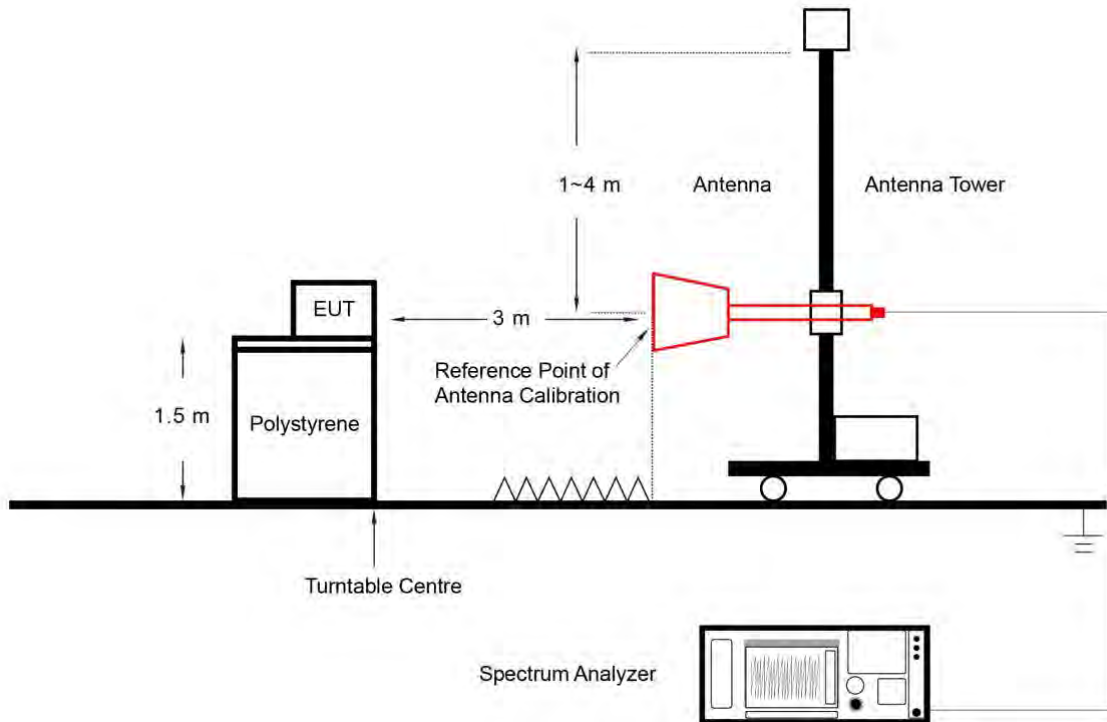 1~4 m
Antenna
Antenna Tower
EUT
3 m
Reference Point of
Antenna Calibration
1.5 m
Polystyrene
Turntable Centre
Spectrum Analyzer